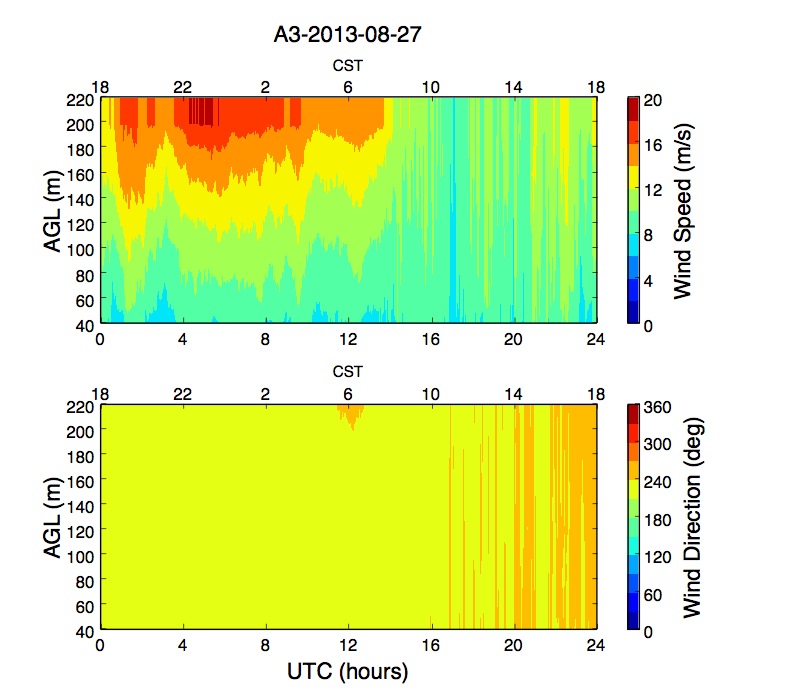 A3-2013-08-27
CST
18 22 2 6 10 14 18
220 200 180 160 140 120 100 80 60 40
AGL (m)
0 4 8 12 16 20 24
20 16 12 8 4 0
Wind Speed (m/s)
CST
18 22 2 6 10 14 18
220 200 180 160 140 120 100 80 60 40
AGL (m)
0 4 8 12 16 20 24
UTC (hours)
360 300 240 180 120 60 0
Wind Direction (deg)